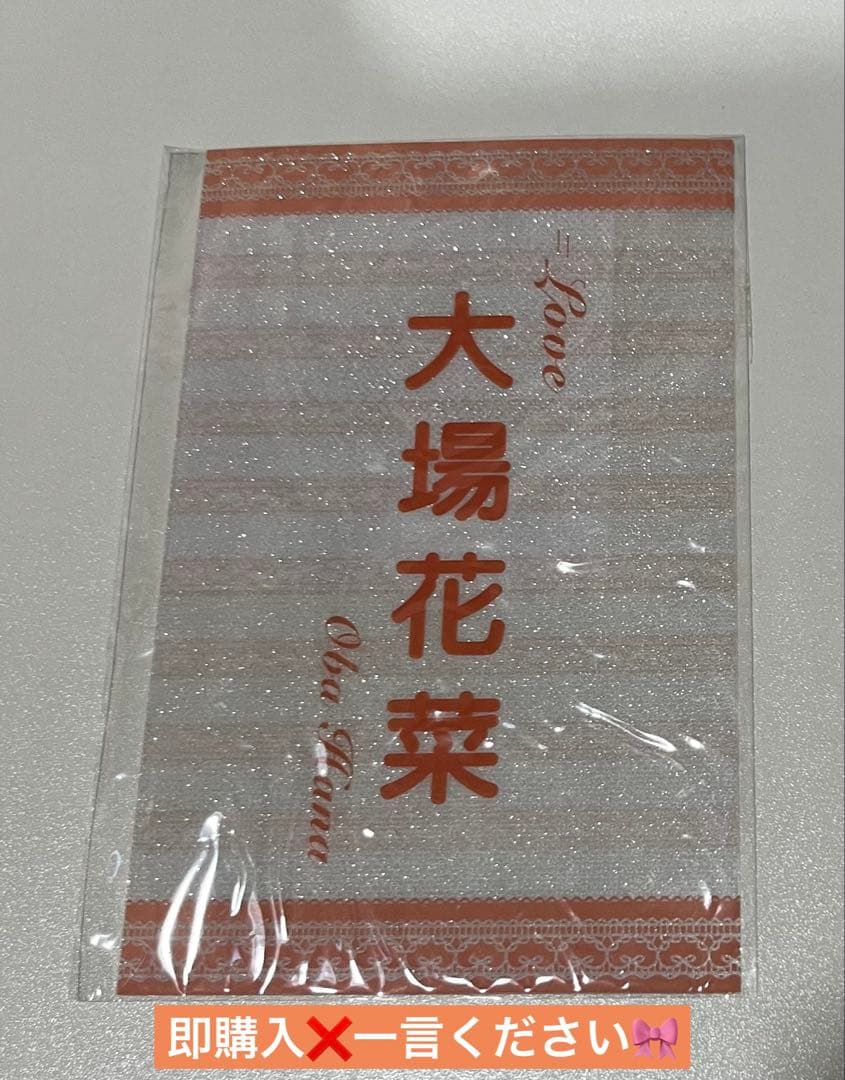 =Love
大場花菜
Oba Hana
即購入❌一言ください🎀